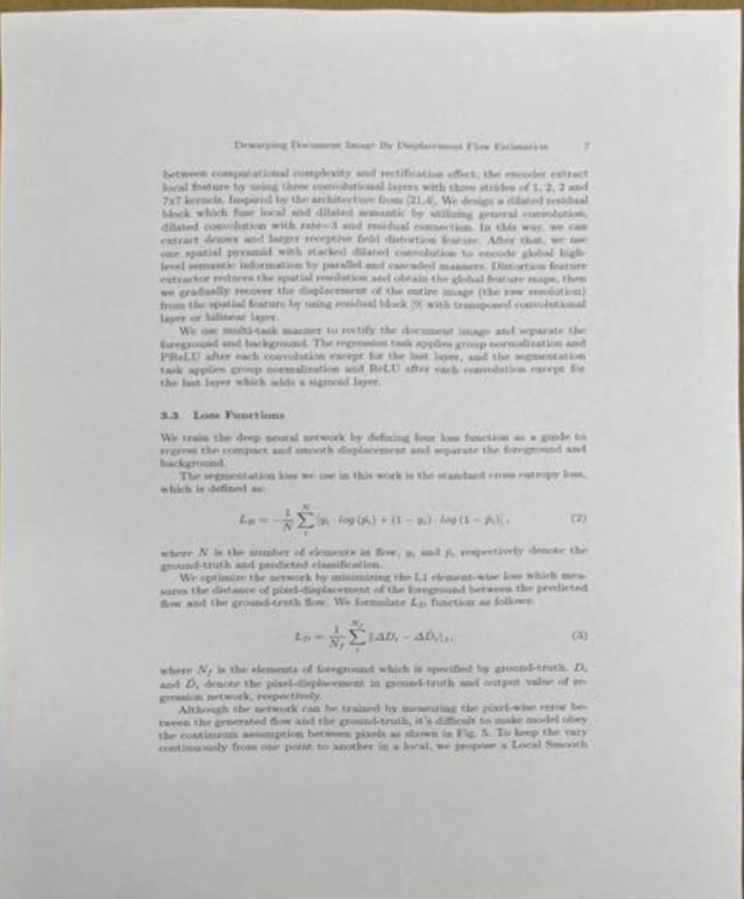 Dewarping Document Image By Displacement Flow Estimation 7
between computational complexity and rectification effect, the encoder extract
local feature by using three convolutional layers with three strides of 1, 2, 2 and
7x7 kernels. Inspired by the architecture from [21,4], We design a dilated residual
block which fuse local and dilated semantic by utilizing general convolution,
dilated convolution with rate=3 and residual connection. In this way, we can
extract denser and larger receptive field distortion feature. After that, we use
one spatial pyramid with stacked dilated convolution to encode global high-
level semantic information by parallel and cascaded manners. Distortion feature
extractor reduces the spatial resolution and obtain the global feature maps, then
we gradually recover the displacement of the entire image (the raw resolution)
from the spatial feature by using residual block [9] with transposed convolutional
layer or bilinear layer.
We use multi-task manner to rectify the document image and separate the
foreground and background. The regression task applies group normalization and
PReLU after each convolution except for the last layer, and the segmentation
task applies group normalization and ReLU after each convolution except for
the last layer which adds a sigmoid layer.
3.3 Loss Functions
We train the deep neural network by defining four loss function as a guide to
regress the compact and smooth displacement and separate the foreground and
background.
The segmentation loss we use in this work is the standard cross entropy loss,
which is defined as:
L_B = -\frac{1}{N} \sum_{i}^{N} [y_i · log (p̂_i) + (1 − y_i) · log (1 − p̂_i)], (2)
where N is the number of elements in flow, y_i and p̂_i respectively denote the
ground-truth and predicted classification.
We optimize the network by minimizing the L1 element-wise loss which mea-
sures the distance of pixel-displacement of the foreground between the predicted
flow and the ground-truth flow. We formulate L_D function as follows:
L_D = \frac{1}{N_f} \sum_{i}^{N_f} ‖ΔD_i − ΔD̂_i‖_1, (3)
where N_f is the elements of foreground which is specified by ground-truth. D_i
and D̂_i denote the pixel-displacement in ground-truth and output value of re-
gression network, respectively.
Although the network can be trained by measuring the pixel-wise error be-
tween the generated flow and the ground-truth, it's difficult to make model obey
the continuum assumption between pixels as shown in Fig. 5. To keep the vary
continuously from one point to another in a local, we propose a Local Smooth